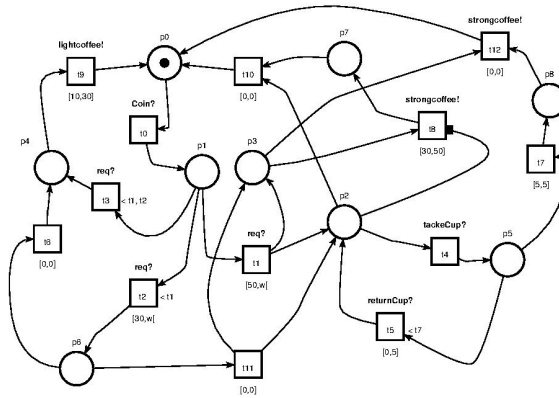 strongcoffee!
lightcoffee!
p0
p7
t9
t10
t12
[10,30]
[0,0]
[0,0]
p8
Coin?
strongcoffee!
t0
t8
p4
p1
p3
[30,50]
t7
req?
[5,5]
t3
< t1, t2
p2
t6
req?
tackeCup?
p5
[0,0]
req?
t1
t4
t2
< t1
[50,w[
returnCup?
[30,w[
t5
< t7
p6
t11
[0,5]
[0,0]